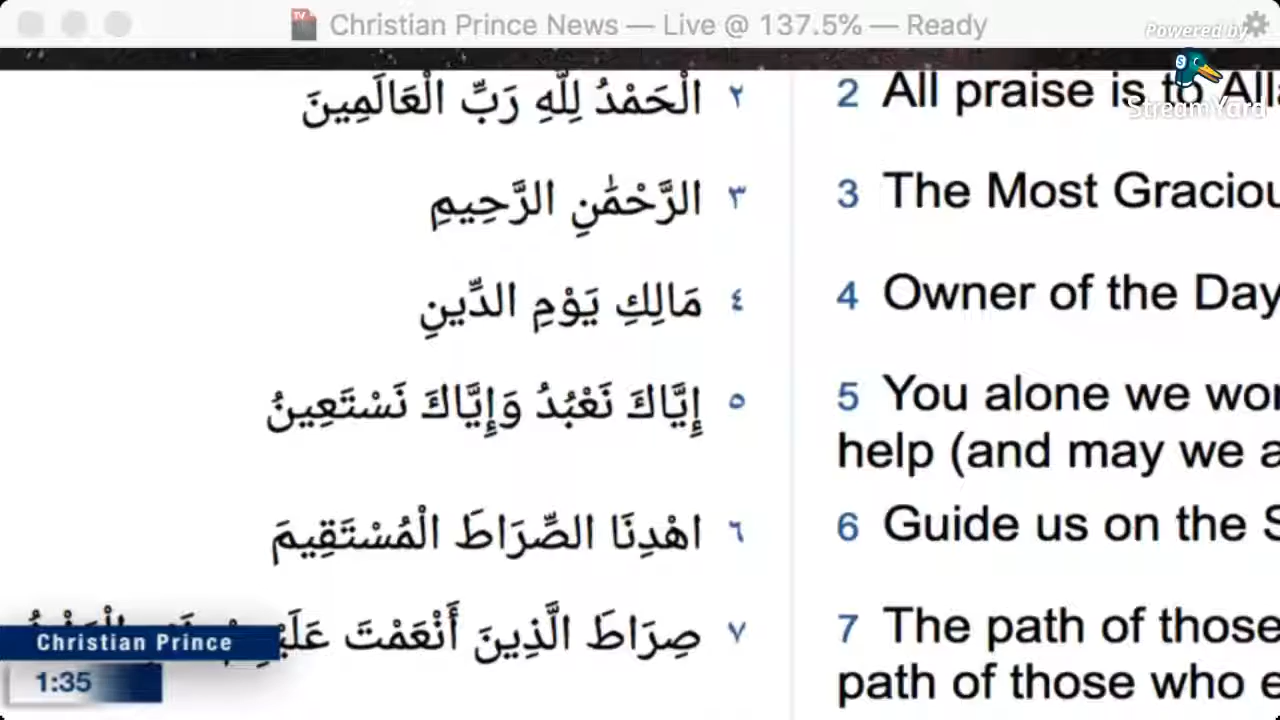 Christian Prince News — Live @ 137.5% — Ready
Powered by
StreamYard
الْحَمْدُ لِلَّهِ رَبِّ الْعَالَمِينَ ٢
2 All praise is to
الرَّحْمَٰنِ الرَّحِيمِ ٣
3 The Most
مَالِكِ يَوْمِ الدِّينِ ٤
4 Owner of the Day
إِيَّاكَ نَعْبُدُ وَإِيَّاكَ نَسْتَعِينُ ٥
5 You alone we
help (and may we
اهْدِنَا الصِّرَاطَ الْمُسْتَقِيمَ ٦
6 Guide us on the
صِرَاطَ الَّذِينَ أَنْعَمْتَ ٧
7 The path of those
path of those who
Christian Prince
1:35